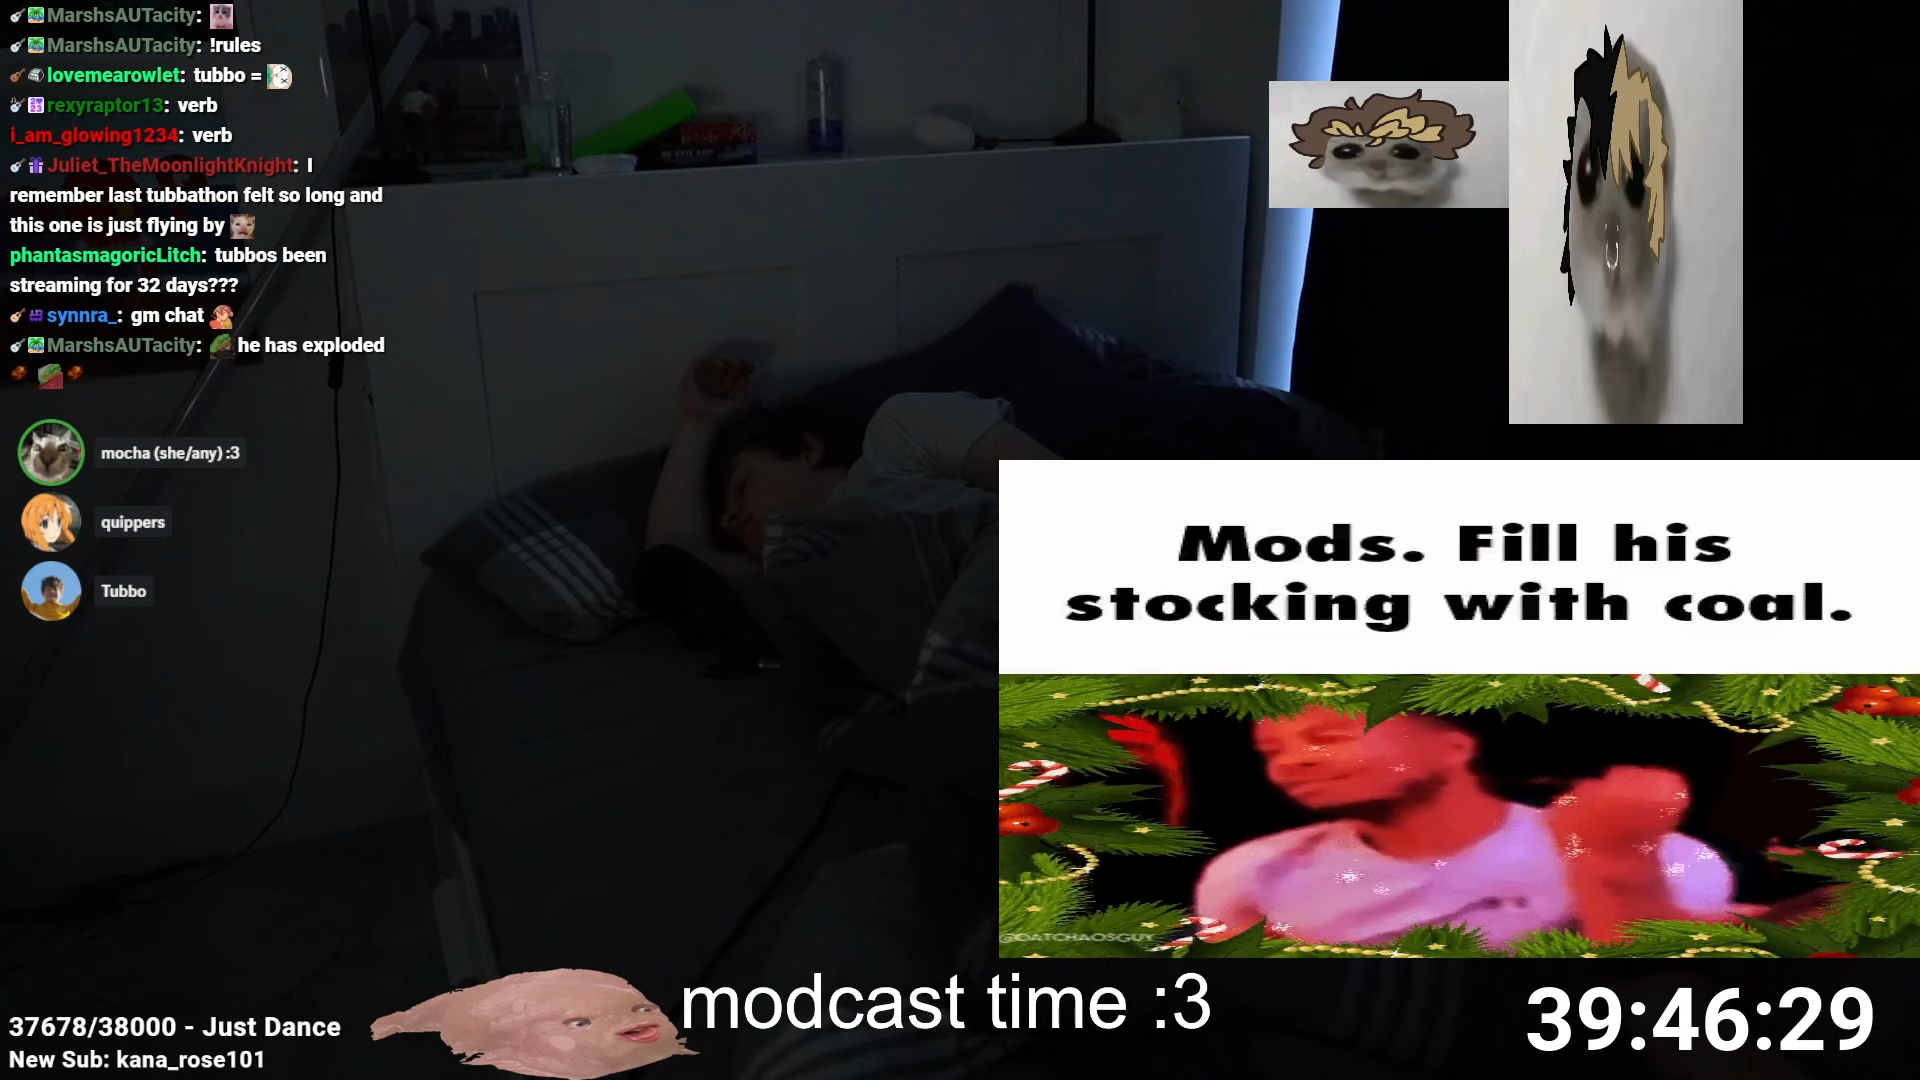 MarshsAUTacity:
MarshsAUTacity: !rules
lovemearowlet: tubbo =
rexyraptor13: verb
i_am_glowing1234: verb
Juliet_TheMoonlightKnight: I
remember last tubbathon felt so long and
this one is just flying by
phantasmagoricLitch: tubbos been
streaming for 32 days???
synnra_: gm chat
MarshsAUTacity: he has exploded
mocha (she/any) :3
quippers
Tubbo
Mods. Fill his
stocking with coal.
GOATCHAOSGUY
modcast time :3
37678/38000 - Just Dance
New Sub: kana_rose101
39:46:29